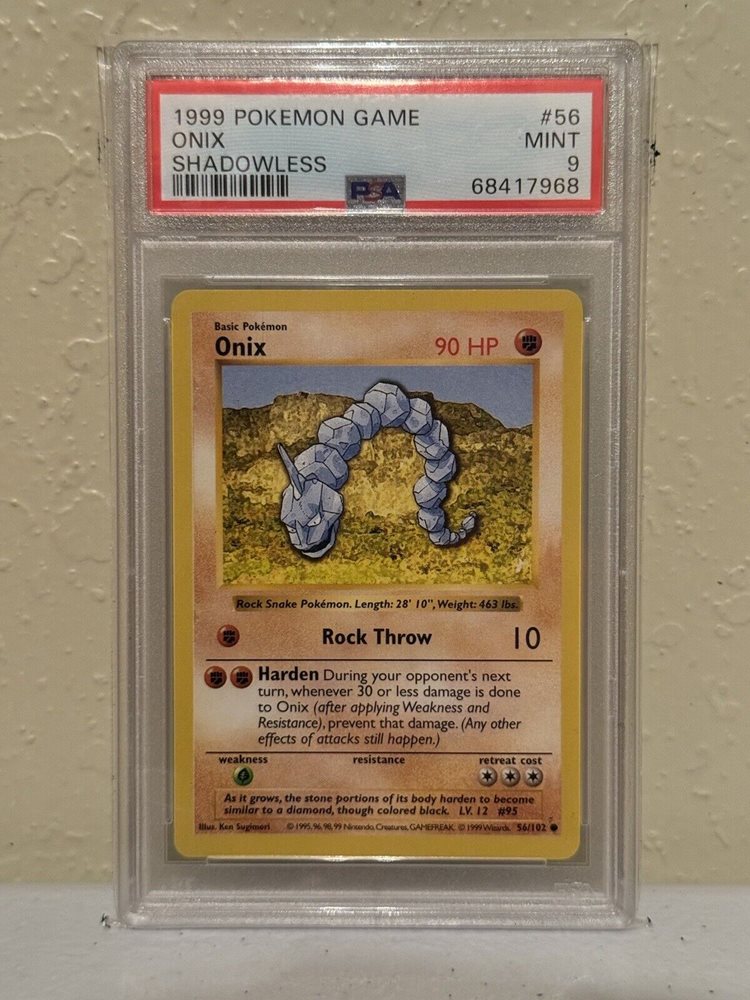 1999 POKEMON GAME #56
ONIX MINT
SHADOWLESS 9
PSA 68417968
Basic Pokémon
Onix 90 HP
Rock Snake Pokémon. Length: 28' 10", Weight: 463 lbs.
Rock Throw 10
Harden During your opponent's next
turn, whenever 30 or less damage is done
to Onix (after applying Weakness and
Resistance), prevent that damage. (Any other
effects of attacks still happen.)
weakness resistance retreat cost
As it grows, the stone portions of its body harden to become
similar to a diamond, though colored black. LV. 12 #95
Illus. Ken Sugimori © 1995, 96, 98, 99 Nintendo, Creatures, GAMEFREAK. © 1999 Wizards. 56/102